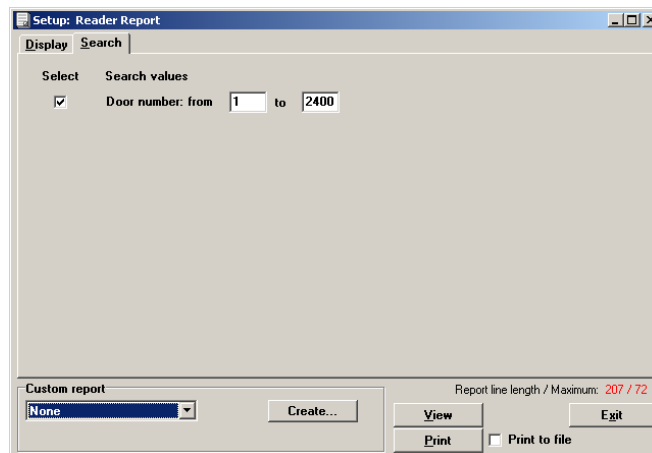 Setup: Reader Report
Display Search
Select Search values
Door number: from 1 to 2400
Custom report
Report line length / Maximum: 207 / 72
None Create... View Exit
Print Print to file